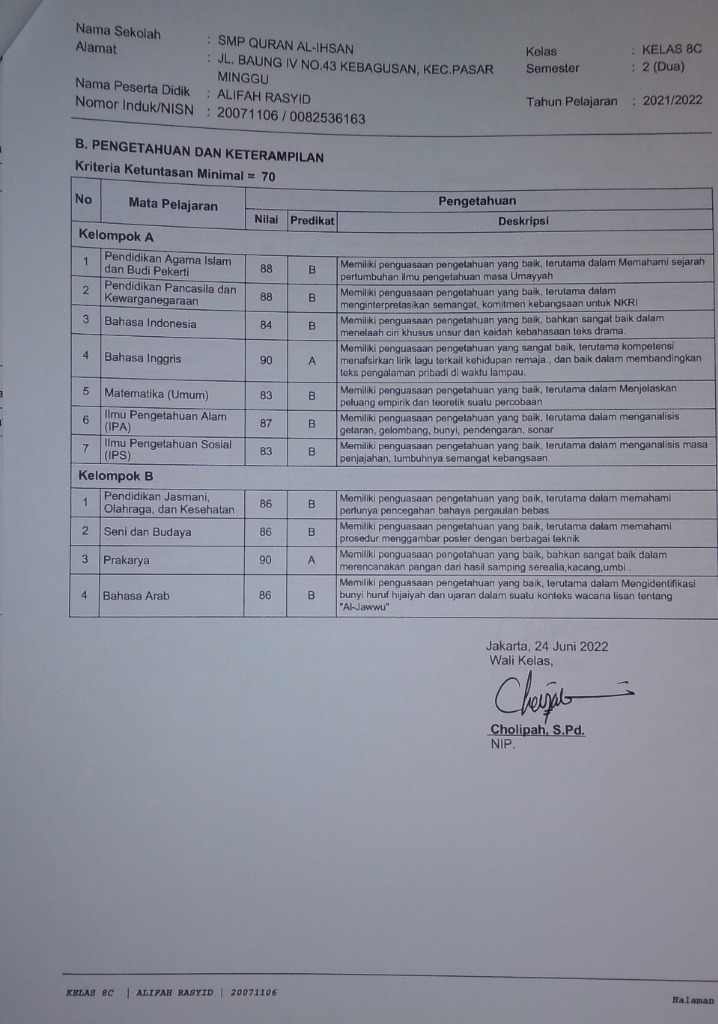 Nama Sekolah : SMP QURAN AL-IHSAN
Alamat : JL. BAUNG IV NO.43 KEBAGUSAN, KEC.PASAR
MINGGU
Nama Peserta Didik : ALIFAH RASYID
Nomor Induk/NISN : 20071106 / 0082536163
Kelas : KELAS 8C
Semester : 2 (Dua)
Tahun Pelajaran : 2021/2022
B. PENGETAHUAN DAN KETERAMPILAN
Kriteria Ketuntasan Minimal = 70
No Mata Pelajaran Pengetahuan
Nilai Predikat Deskripsi
Kelompok A
1 Pendidikan Agama Islam dan Budi Pekerti 88 B Memiliki penguasaan pengetahuan yang baik, terutama dalam Memahami sejarah
pertumbuhan ilmu pengetahuan masa Umayyah
2 Pendidikan Pancasila dan Kewarganegaraan 88 B Memiliki penguasaan pengetahuan yang baik, terutama dalam
menginterpretasikan semangat, komitmen kebangsaan untuk NKRI
3 Bahasa Indonesia 84 B Memiliki penguasaan pengetahuan yang baik, bahkan sangat baik dalam
menelaah ciri khusus unsur dan kaidah kebahasaan teks drama.
4 Bahasa Inggris 90 A Memiliki penguasaan pengetahuan yang sangat baik, terutama kompetensi
menafsirkan lirik lagu terkait kehidupan remaja., dan baik dalam membandingkan
teks pengalaman pribadi di waktu lampau.
5 Matematika (Umum) 83 B Memiliki penguasaan pengetahuan yang baik, terutama dalam Menjelaskan
peluang empirik dan teoretik suatu percobaan
6 Ilmu Pengetahuan Alam (IPA) 87 B Memiliki penguasaan pengetahuan yang baik, terutama dalam menganalisis
getaran, gelombang, bunyi, pendengaran, sonar
7 Ilmu Pengetahuan Sosial (IPS) 83 B Memiliki penguasaan pengetahuan yang baik, terutama dalam menganalisis masa
penjajahan, tumbuhnya semangat kebangsaan
Kelompok B
1 Pendidikan Jasmani, Olahraga, dan Kesehatan 86 B Memiliki penguasaan pengetahuan yang baik, terutama dalam memahami
perlunya pencegahan bahaya pergaulan bebas
2 Seni dan Budaya 86 B Memiliki penguasaan pengetahuan yang baik, terutama dalam memahami
prosedur menggambar poster dengan berbagai teknik
3 Prakarya 90 A Memiliki penguasaan pengetahuan yang baik, bahkan sangat baik dalam
merencanakan pangan dari hasil samping serealia,kacang,umbi .
4 Bahasa Arab 86 B Memiliki penguasaan pengetahuan yang baik, terutama dalam Mengidentifikasi
bunyi huruf hijaiyah dan ujaran dalam suatu konteks wacana lisan tentang
"Al-Jawwu"
Jakarta, 24 Juni 2022
Wali Kelas,
Cholipah, S.Pd.
NIP.
KELAS 8C | ALIFAH RASYID | 20071106
Halaman